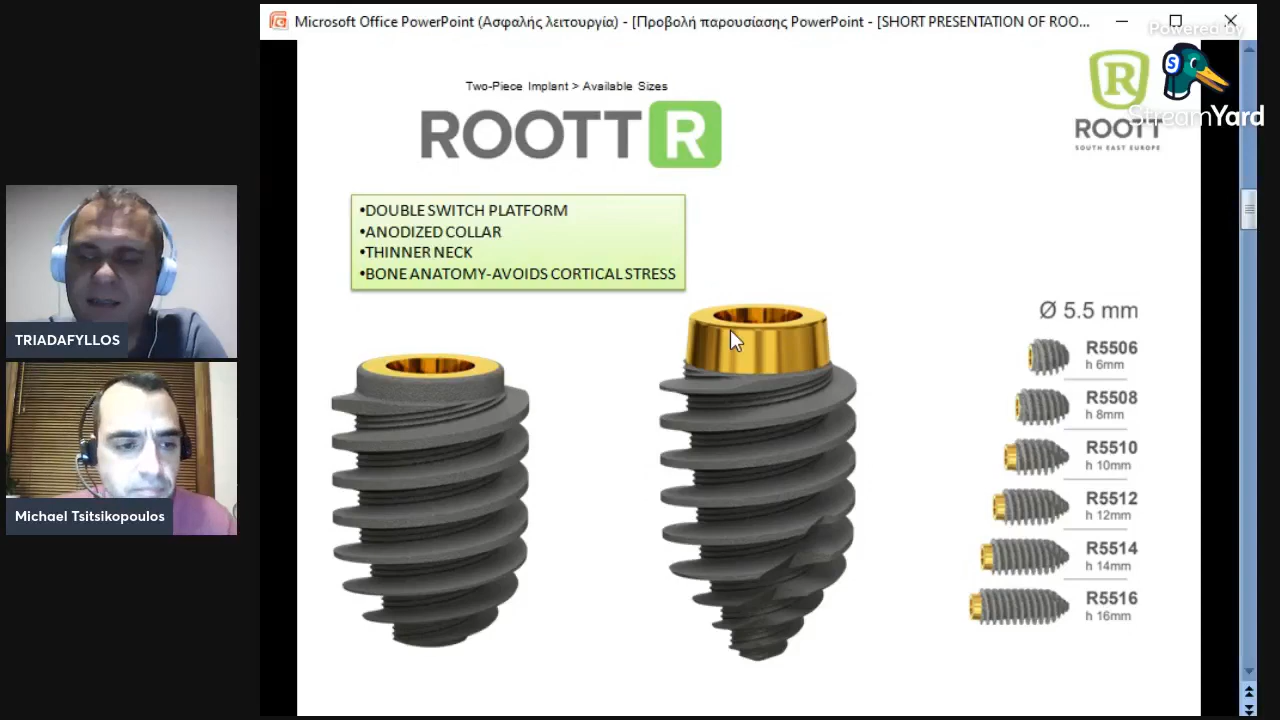 Microsoft Office PowerPoint (Ασφαλής λειτουργία) - [Προβολή παρουσίασης PowerPoint - [SHORT PRESENTATION OF ROO...
Powered by
StreamYard
Two-Piece Implant > Available Sizes
ROOTT R
R
ROOTT
SOUTH EAST EUROPE
•DOUBLE SWITCH PLATFORM
•ANODIZED COLLAR
•THINNER NECK
•BONE ANATOMY-AVOIDS CORTICAL STRESS
TRIADAFYLLOS
Michael Tsitsikopoulos
Ø 5.5 mm
R5506
h 6mm
R5508
h 8mm
R5510
h 10mm
R5512
h 12mm
R5514
h 14mm
R5516
h 16mm